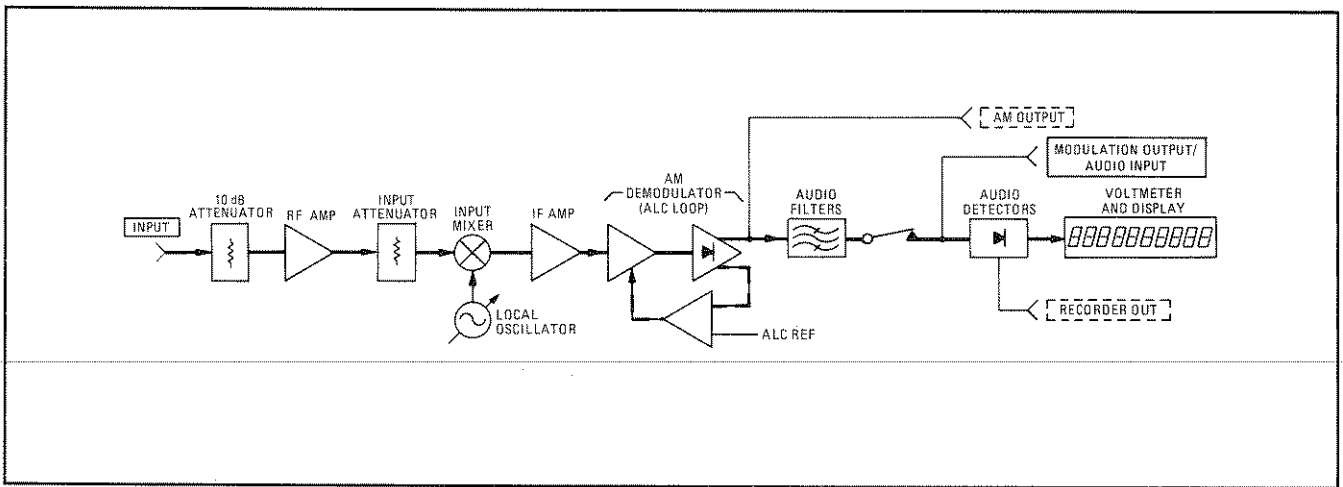 AM OUTPUT
MODULATION OUTPUT/
AUDIO INPUT
INPUT
10 dB
ATTENUATOR
RF AMP
INPUT
ATTENUATOR
INPUT
MIXER
LOCAL
OSCILLATOR
IF AMP
AM
DEMODULATOR
(ALC LOOP)
ALC REF
AUDIO
FILTERS
AUDIO
DETECTORS
VOLTMETER
AND DISPLAY
8888888888
RECORDER OUT